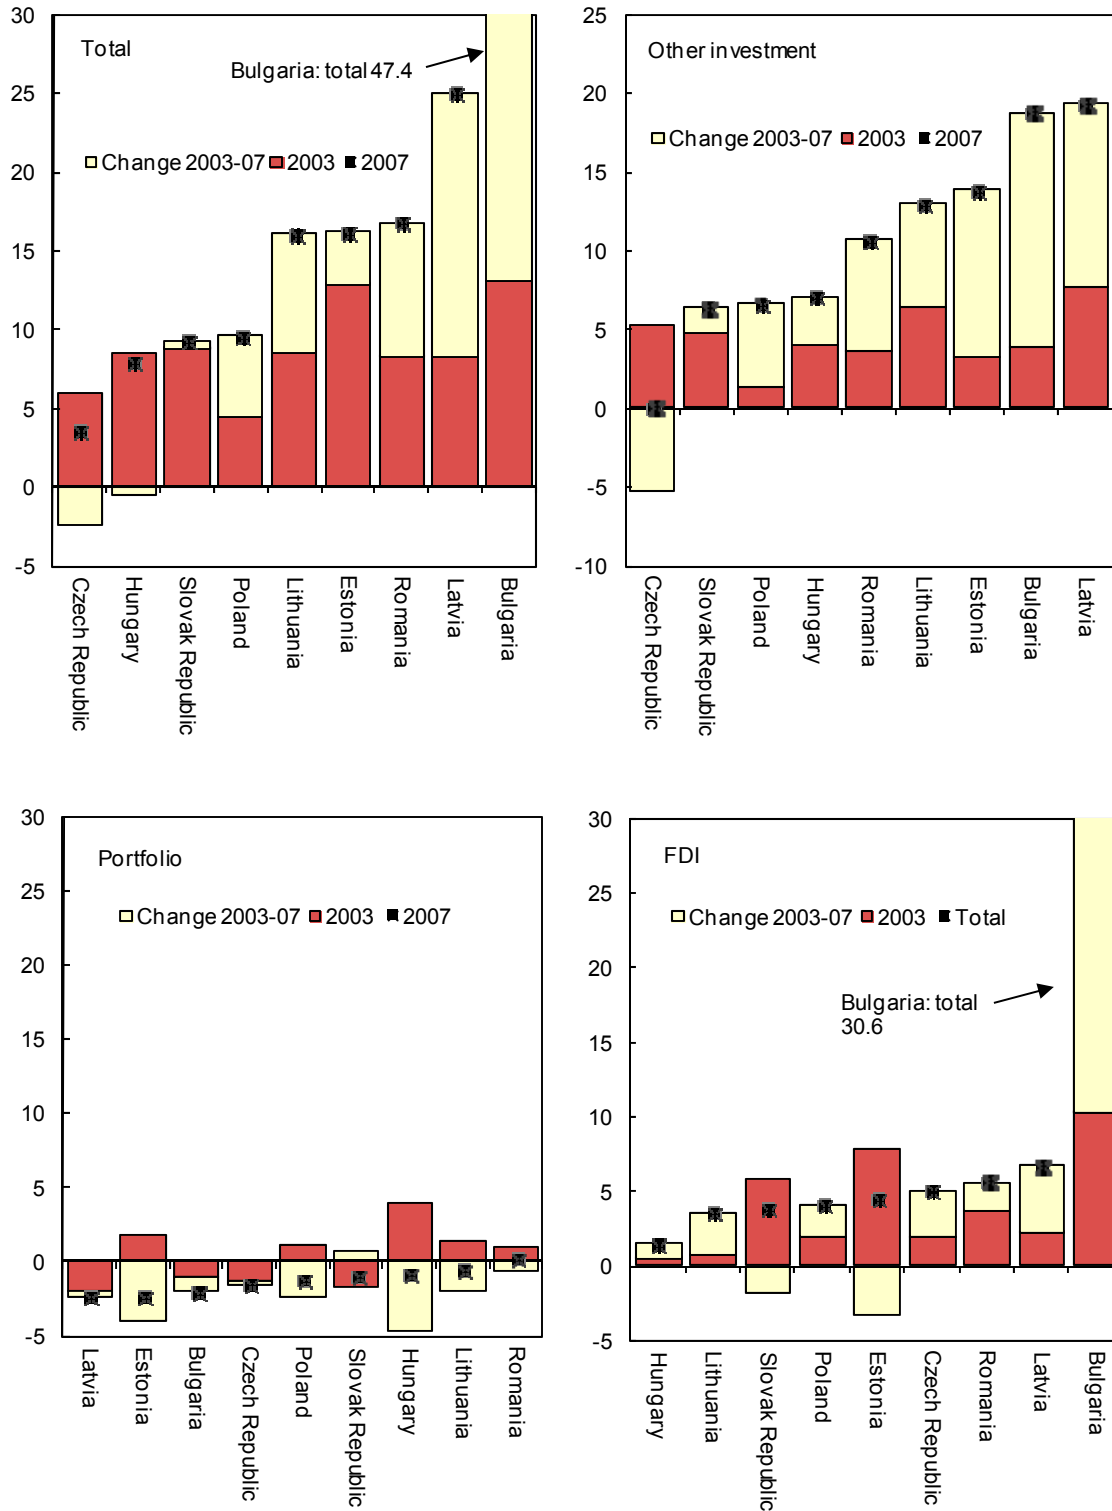 Total
Bulgaria: total 47.4
Change 2003-07 2003 2007
30
25
20
15
10
5
0
-5
Czech Republic
Hungary
Slovak Republic
Poland
Lithuania
Estonia
Romania
Latvia
Bulgaria
Other investment
Change 2003-07 2003 2007
25
20
15
10
5
0
-5
-10
Czech Republic
Slovak Republic
Poland
Hungary
Romania
Lithuania
Estonia
Bulgaria
Latvia
Portfolio
Change 2003-07 2003 2007
30
25
20
15
10
5
0
-5
Latvia
Estonia
Bulgaria
Czech Republic
Poland
Slovak Republic
Hungary
Lithuania
Romania
FDI
Change 2003-07 2003 Total
Bulgaria: total
30.6
30
25
20
15
10
5
0
-5
Hungary
Lithuania
Slovak Republic
Poland
Estonia
Czech Republic
Romania
Latvia
Bulgaria